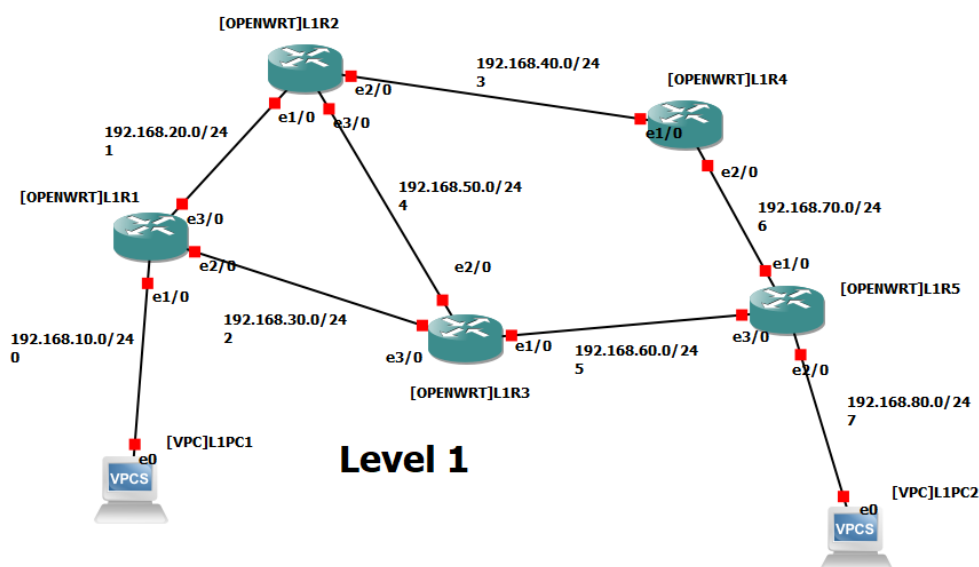 [OPENWRT]L1R2
e2/0
192.168.40.0/24
3
[OPENWRT]L1R4
e1/0
e3/0
e1/0
192.168.20.0/24
1
e2/0
192.168.50.0/24
4
192.168.70.0/24
6
[OPENWRT]L1R1
e3/0
e2/0
e1/0
e2/0
e1/0
[OPENWRT]L1R5
192.168.10.0/24
0
192.168.30.0/24
2
e3/0
e1/0
192.168.60.0/24
5
e3/0
e2/0
[OPENWRT]L1R3
192.168.80.0/24
7
[VPC]L1PC1
e0
VPCS
Level 1
[VPC]L1PC2
e0
VPCS